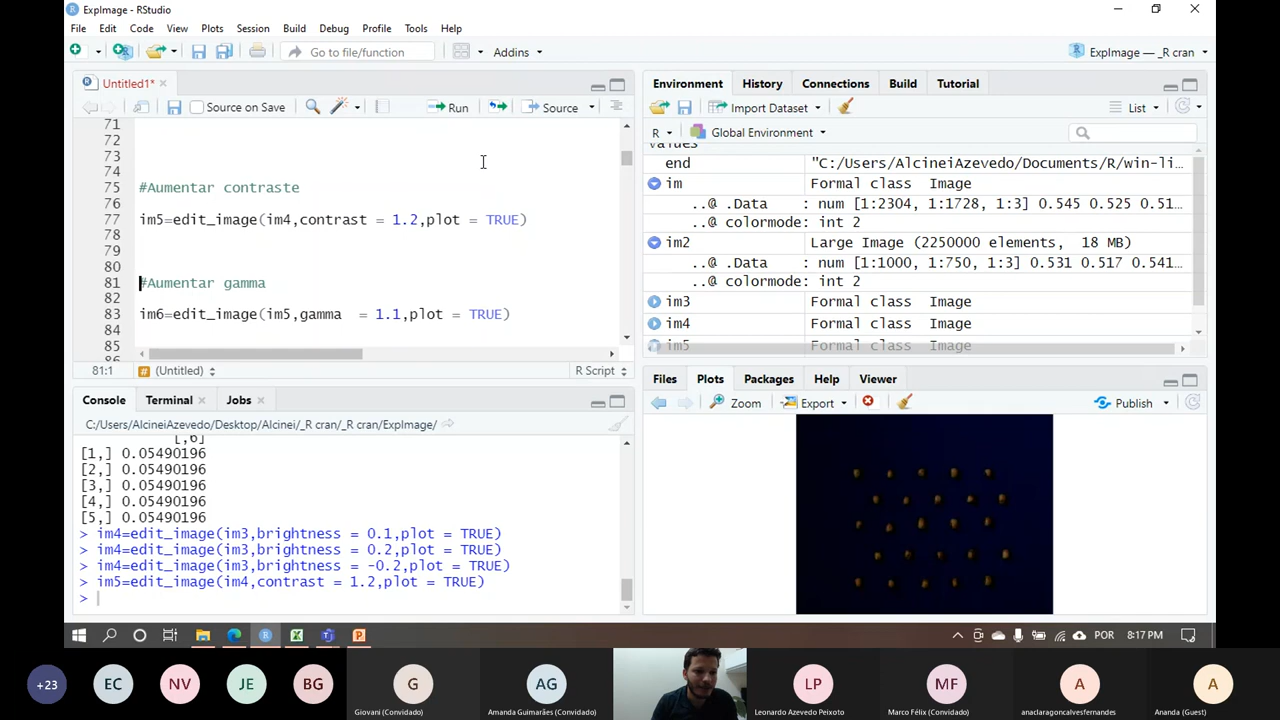 ExpImage - RStudio
File Edit Code View Plots Session Build Debug Profile Tools Help
Go to file/function Addins ExpImage — _R cran
Untitled1*
Source on Save Run Source
71
72
73
74
75 #Aumentar contraste
76
77 im5=edit_image(im4,contrast = 1.2,plot = TRUE)
78
79
80
81 #Aumentar gamma
82
83 im6=edit_image(im5,gamma = 1.1,plot = TRUE)
84
85
86
81:1 (Untitled) R Script
Console Terminal Jobs
C:/Users/AlcineiAzevedo/Desktop/Alcinei/_R cran/_R cran/ExpImage/
[,6]
[1,] 0.05490196
[2,] 0.05490196
[3,] 0.05490196
[4,] 0.05490196
[5,] 0.05490196
> im4=edit_image(im3,brightness = 0.1,plot = TRUE)
> im4=edit_image(im3,brightness = 0.2,plot = TRUE)
> im4=edit_image(im3,brightness = -0.2,plot = TRUE)
> im5=edit_image(im4,contrast = 1.2,plot = TRUE)
>
Environment History Connections Build Tutorial
Import Dataset List
R Global Environment
values
end "C:/Users/AlcineiAzevedo/Documents/R/win-li…
im Formal class Image
..@ .Data : num [1:2304, 1:1728, 1:3] 0.545 0.525 0.51…
..@ colormode: int 2
im2 Large Image (2250000 elements, 18 MB)
..@ .Data : num [1:1000, 1:750, 1:3] 0.531 0.517 0.541…
..@ colormode: int 2
im3 Formal class Image
im4 Formal class Image
im5 Formal class Image
Files Plots Packages Help Viewer
Zoom Export Publish
POR 8:17 PM
+23 EC NV JE BG G AG LP MF A A
Giovani (Convidado) Amanda Guimarães (Convidado) Leonardo Azevedo Peixoto Marco Félix (Convidado) anaclaragoncalvesfernandes Ananda (Guest)